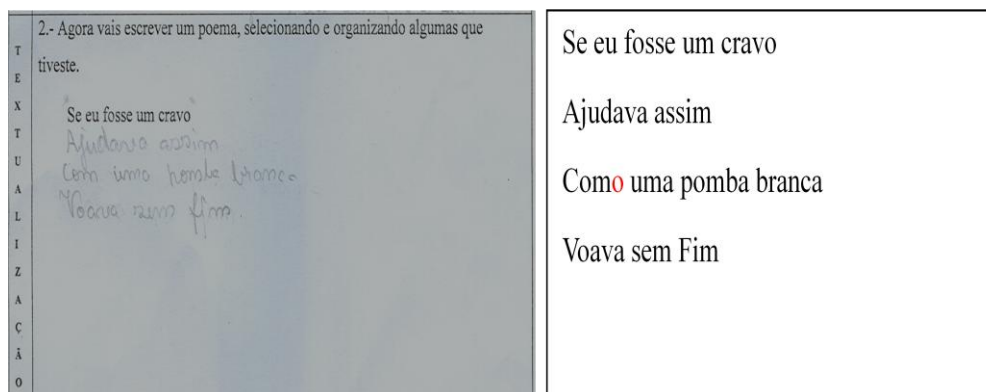 2.- Agora vais escrever um poema, selecionando e organizando algumas que
tiveste.
Se eu fosse um cravo
Ajudava assim
Com uma pomba branca
Voava sem fim.
TEXTUALIZAÇÃO
Se eu fosse um cravo
Ajudava assim
Como uma pomba branca
Voava sem Fim